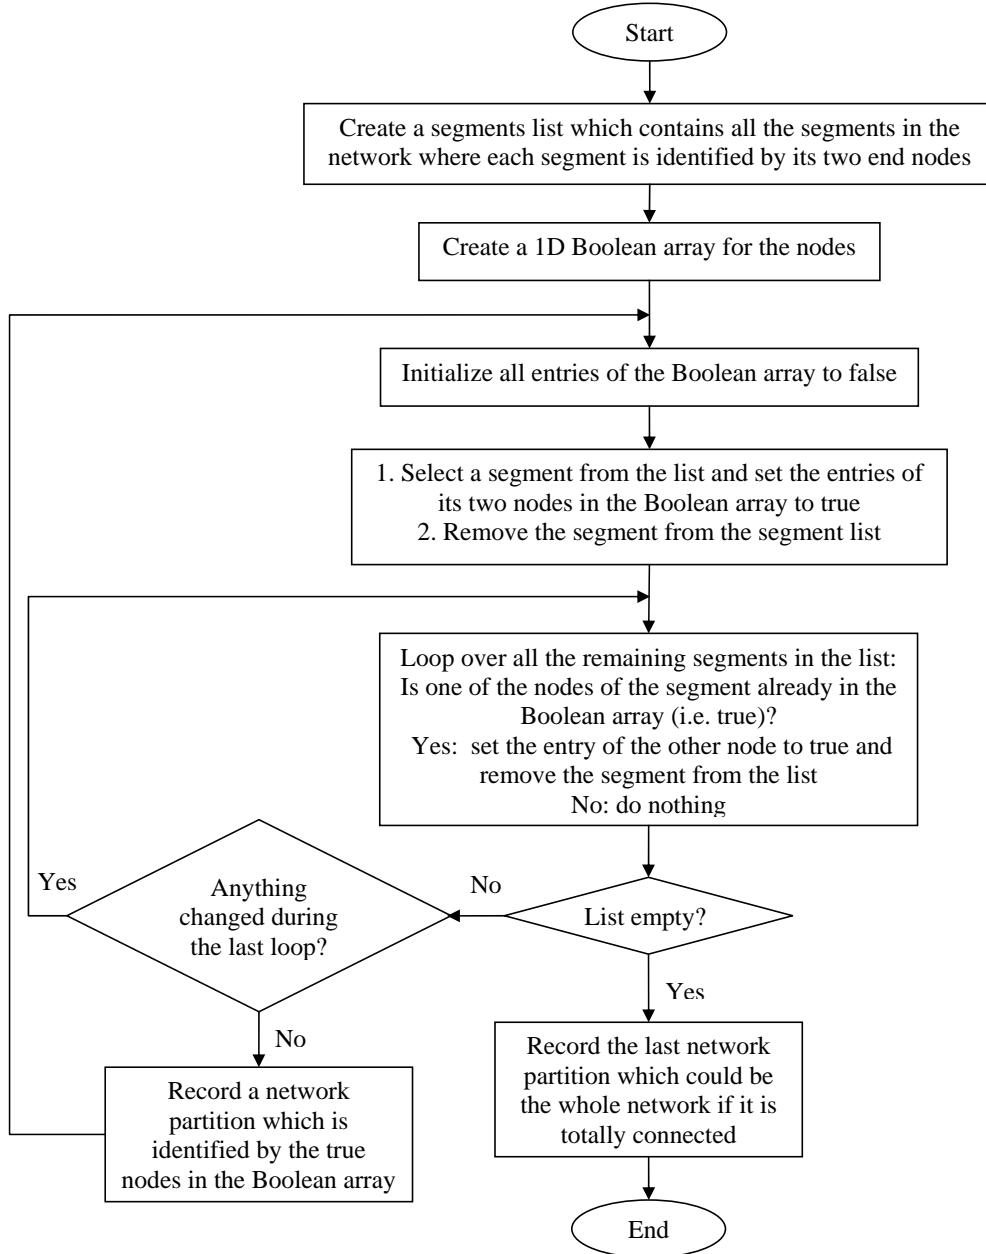 Start
Create a segments list which contains all the segments in the
network where each segment is identified by its two end nodes
Create a 1D Boolean array for the nodes
Initialize all entries of the Boolean array to false
1. Select a segment from the list and set the entries of
its two nodes in the Boolean array to true
2. Remove the segment from the segment list
Loop over all the remaining segments in the list:
Is one of the nodes of the segment already in the
Boolean array (i.e. true)?
Yes:  set the entry of the other node to true and
remove the segment from the list
No: do nothing
List empty?
No
Anything
changed during
the last loop?
Yes
No
Record a network
partition which is
identified by the true
nodes in the Boolean array
Yes
Record the last network
partition which could be
the whole network if it is
totally connected
End